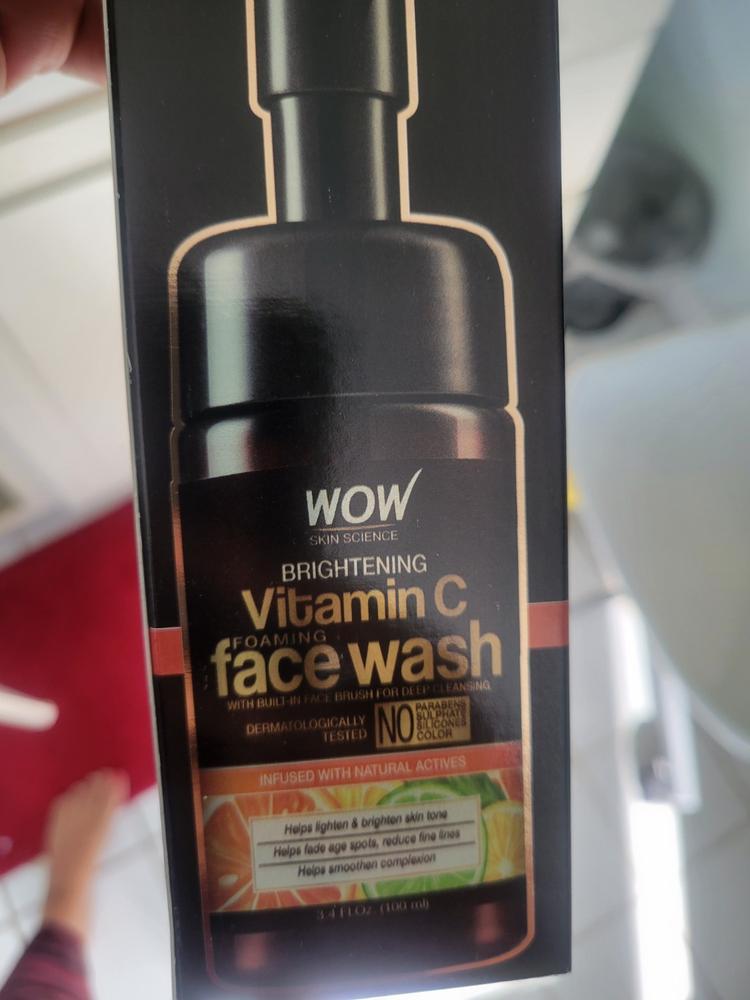 WOW
SKIN SCIENCE
BRIGHTENING
Vitamin C
FOAMING
face wash
WITH BUILT-IN FACE BRUSH FOR DEEP CLEANSING
DERMATOLOGICALLY
TESTED
NO
PARABENS
SULPHATE
SILICONES
COLOR
INFUSED WITH NATURAL ACTIVES
Helps lighten & brighten skin tone
Helps fade age spots, reduce fine lines
Helps smoothen complexion
3.4 FL Oz. (100 ml)